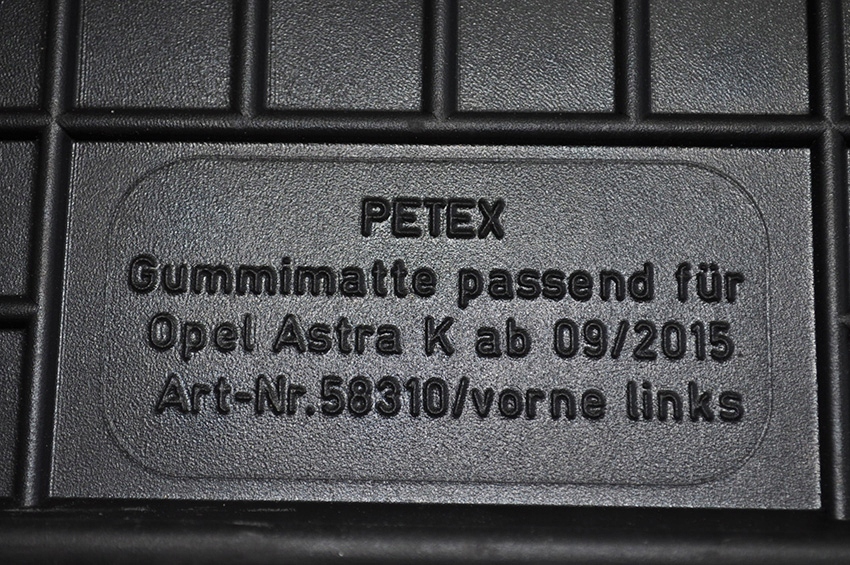 PETEX
Gummimatte passend für
Opel Astra K ab 09/2015
Art-Nr.58310/vorne links